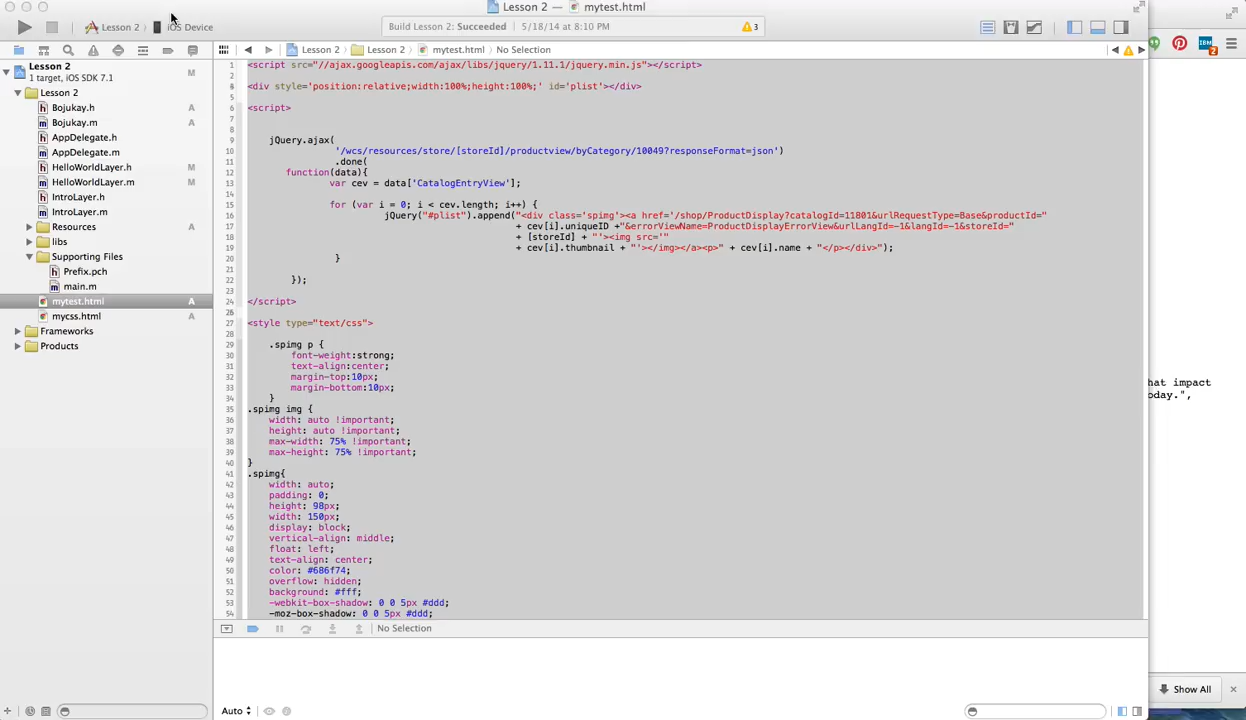 Lesson 2 — mytest.html
Lesson 2 〉 iOS Device
Build Lesson 2: Succeeded | 5/18/14 at 8:10 PM
3
IBM
2
Lesson 2 〉 Lesson 2 〉 mytest.html 〉 No Selection
Lesson 2
1 target, iOS SDK 7.1
M
Lesson 2
Bojukay.h A
Bojukay.m A
AppDelegate.h
AppDelegate.m
HelloWorldLayer.h M
HelloWorldLayer.m M
IntroLayer.h
IntroLayer.m
Resources A
libs
Supporting Files
Prefix.pch
main.m
mytest.html A
mycss.html A
Frameworks
Products
<script src="//ajax.googleapis.com/ajax/libs/jquery/1.11.1/jquery.min.js"></script>
<div style='position:relative;width:100%;height:100%;' id='plist'></div>
<script>
jQuery.ajax(
'/wcs/resources/store/[storeId]/productview/byCategory/10049?responseFormat=json')
.done(
function(data){
var cev = data['CatalogEntryView'];
for (var i = 0; i < cev.length; i++) {
jQuery("#plist").append("<div class='spimg'><a href='/shop/ProductDisplay?catalogId=11801&urlRequestType=Base&productId="
+ cev[i].uniqueID +"&errorViewName=ProductDisplayErrorView&urlLangId=-1&langId=-1&storeId="
+ [storeId] + "'><img src='"
+ cev[i].thumbnail + "'></img></a><p>" + cev[i].name + "</p></div>");
}
});
</script>
<style type="text/css">
.spimg p {
font-weight:strong;
text-align:center;
margin-top:10px;
margin-bottom:10px;
}
.spimg img {
width: auto !important;
height: auto !important;
max-width: 75% !important;
max-height: 75% !important;
}
.spimg{
width: auto;
padding: 0;
height: 98px;
width: 150px;
display: block;
vertical-align: middle;
float: left;
text-align: center;
color: #686f74;
overflow: hidden;
background: #fff;
-webkit-box-shadow: 0 0 5px #ddd;
-moz-box-shadow: 0 0 5px #ddd;
No Selection
Auto
hat impact
oday.",
Show All